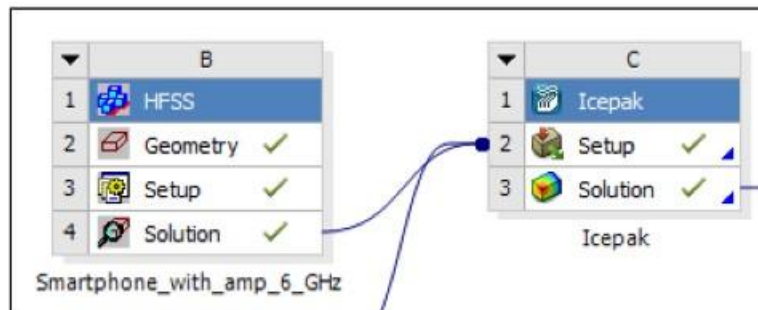 B
1 HFSS
2 Geometry
3 Setup
4 Solution
Smartphone_with_amp_6_GHz
C
1 Icepak
2 Setup
3 Solution
Icepak